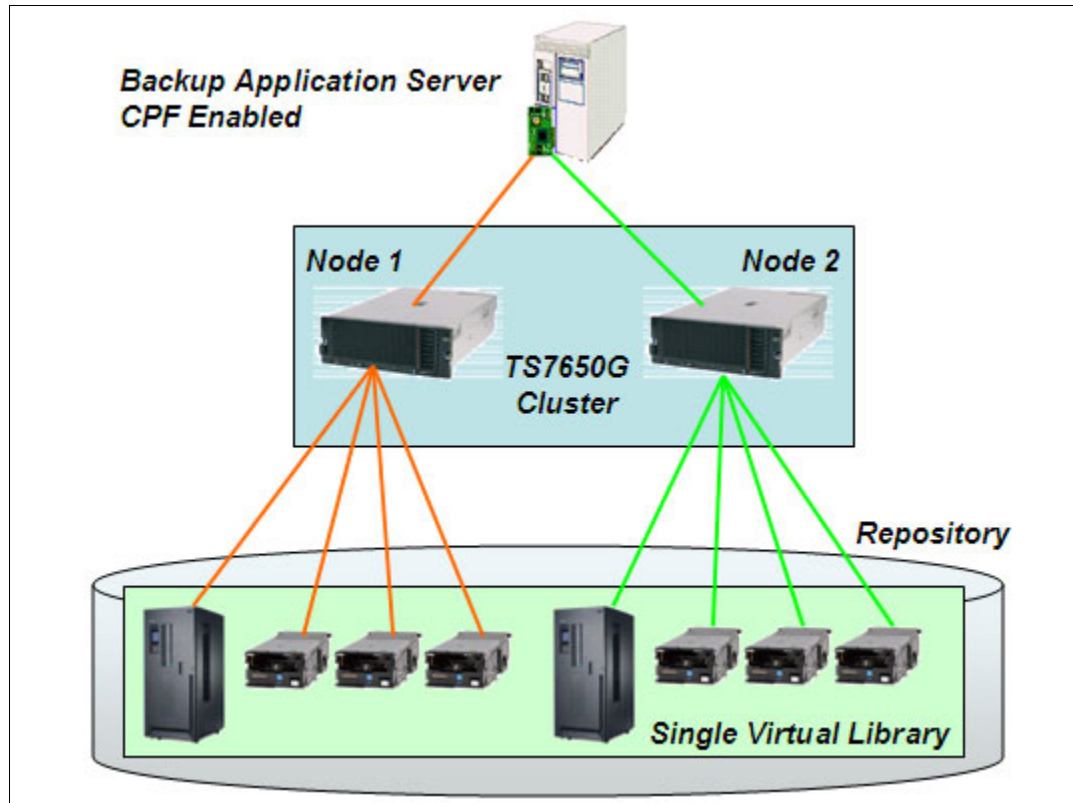 Backup Application Server
CPF Enabled
Node 1
Node 2
TS7650G
Cluster
Repository
Single Virtual Library